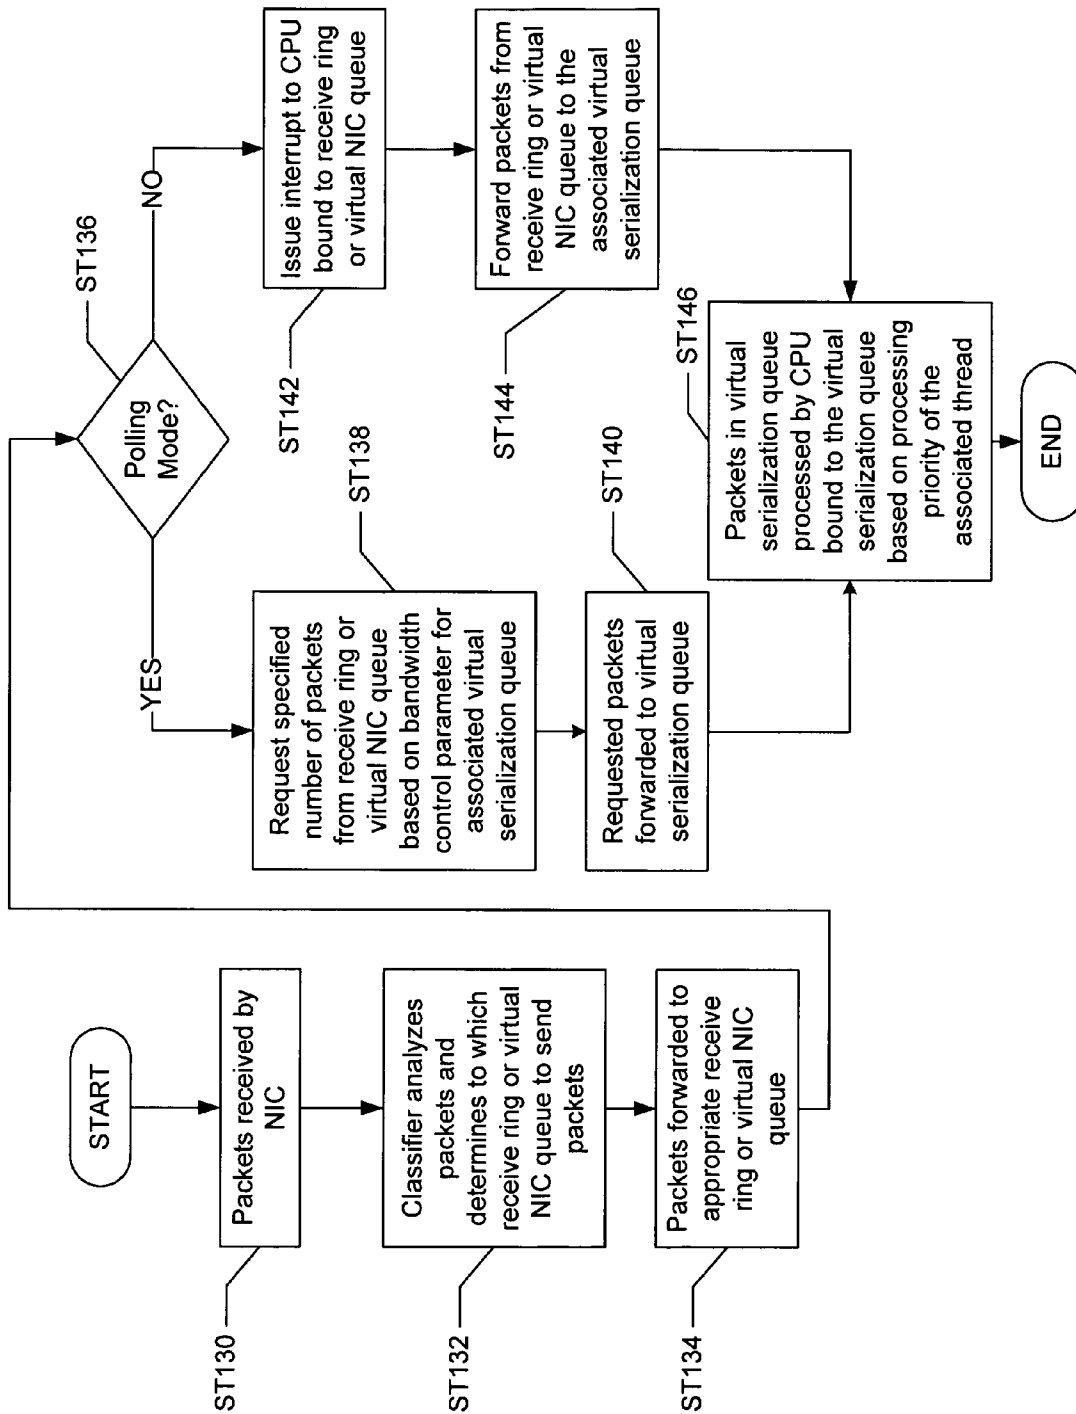 START
Packets received by
NIC
ST130
Classifier analyzes
packets and
determines to which
receive ring or virtual
NIC queue to send
packets
ST132
Packets forwarded to
appropriate receive
ring or virtual NIC
queue
ST134
Polling
Mode?
ST136
YES
NO
Request specified
number of packets
from receive ring or
virtual NIC queue
based on bandwidth
control parameter for
associated virtual
serialization queue
ST138
Requested packets
forwarded to virtual
serialization queue
ST140
Issue interrupt to CPU
bound to receive ring
or virtual NIC queue
ST142
Forward packets from
receive ring or virtual
NIC queue to the
associated virtual
serialization queue
ST144
Packets in virtual
serialization queue
processed by CPU
bound to the virtual
serialization queue
based on processing
priority of the
associated thread
ST146
END